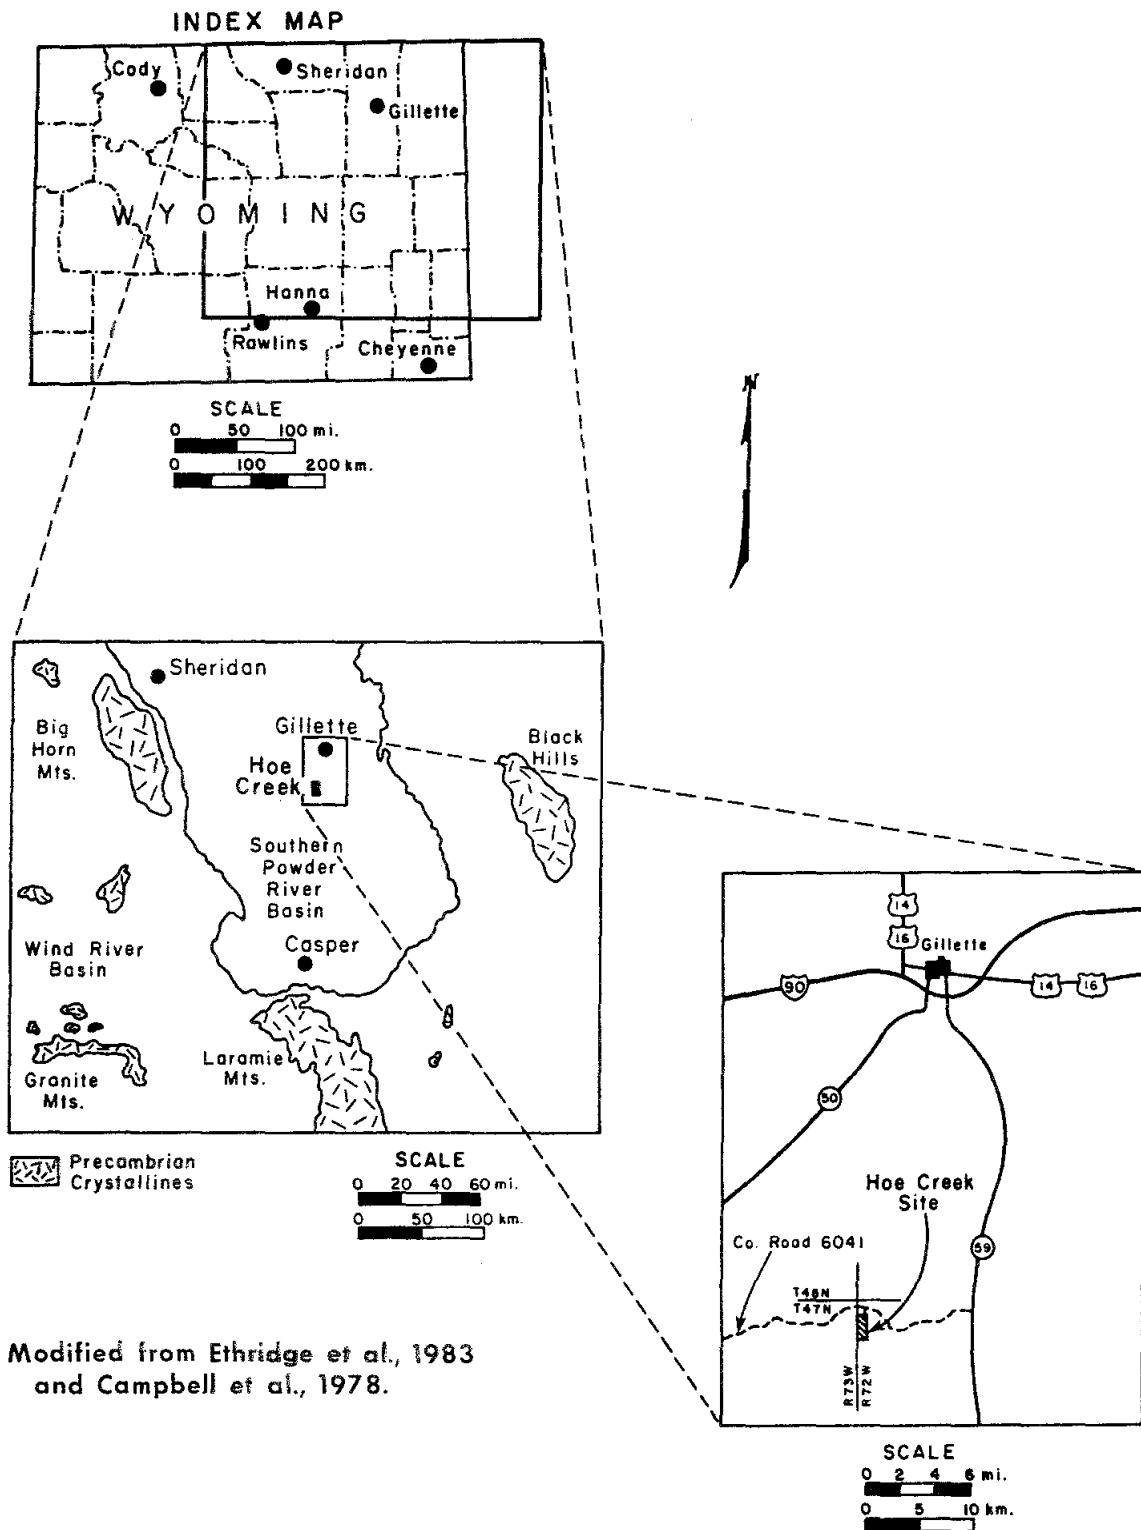 INDEX MAP
Cody
Sheridan
Gillette
WYOMING
Hanna
Rawlins
Cheyenne
SCALE
0 50 100 mi.
0 100 200 km.
N
Sheridan
Big
Horn
Mts.
Gillette
Hoe
Creek
Black
Hills
Southern
Powder
River
Basin
Casper
Wind River
Basin
Granite
Mts.
Laramie
Mts.
Precambrian
Crystallines
SCALE
0 20 40 60 mi.
0 50 100 km.
14
16
Gillette
90
14 16
50
Hoe Creek
Site
Co. Road 6041
59
T48N
T47N
R73W
R72W
SCALE
0 2 4 6 mi.
0 5 10 km.
Modified from Ethridge et al., 1983
and Campbell et al., 1978.